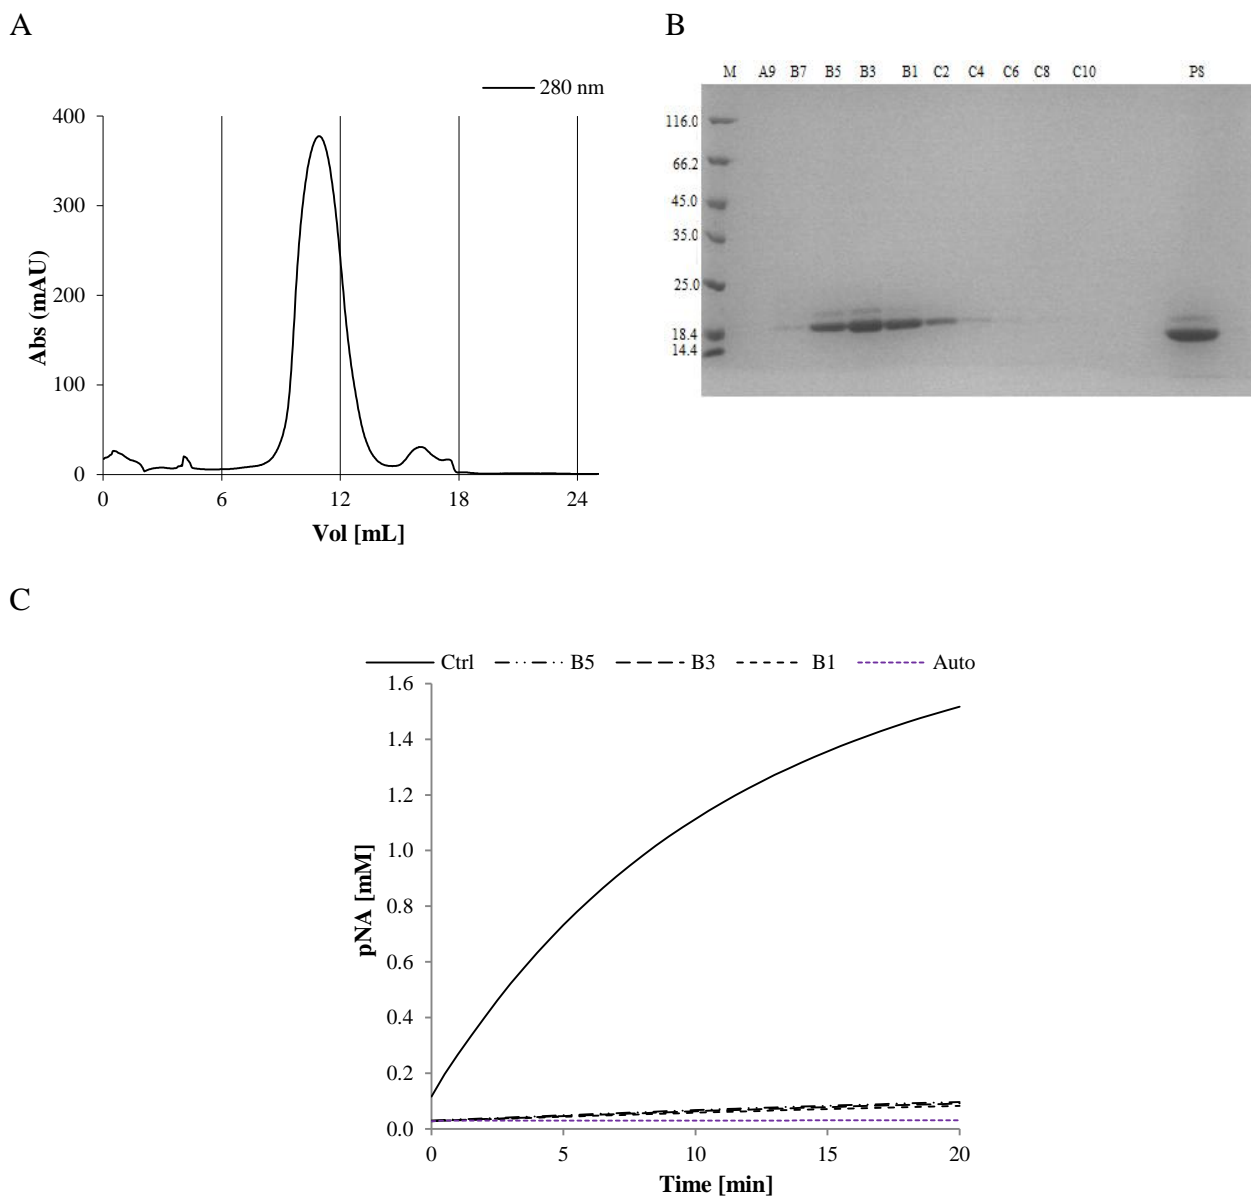 A
B
280 nm
400
300
200
100
0
Abs (mAU)
0 6 12 18 24
Vol [mL]
M A9 B7 B5 B3 B1 C2 C4 C6 C8 C10 P8
116.0
66.2
45.0
35.0
25.0
18.4
14.4
C
Ctrl B5 B3 B1 Auto
1.6
1.4
1.2
1.0
0.8
0.6
0.4
0.2
0.0
pNA [mM]
0 5 10 15 20
Time [min]